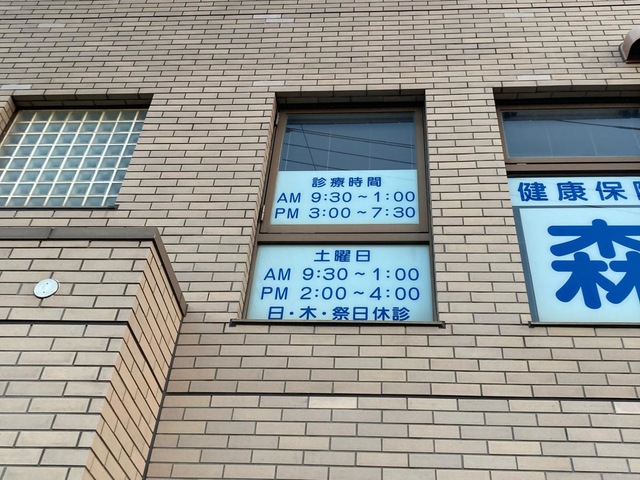 診療時間
AM 9:30～1:00
PM 3:00～7:30
土曜日
AM 9:30～1:00
PM 2:00～4:00
日・木・祭日休診
健康保険
森